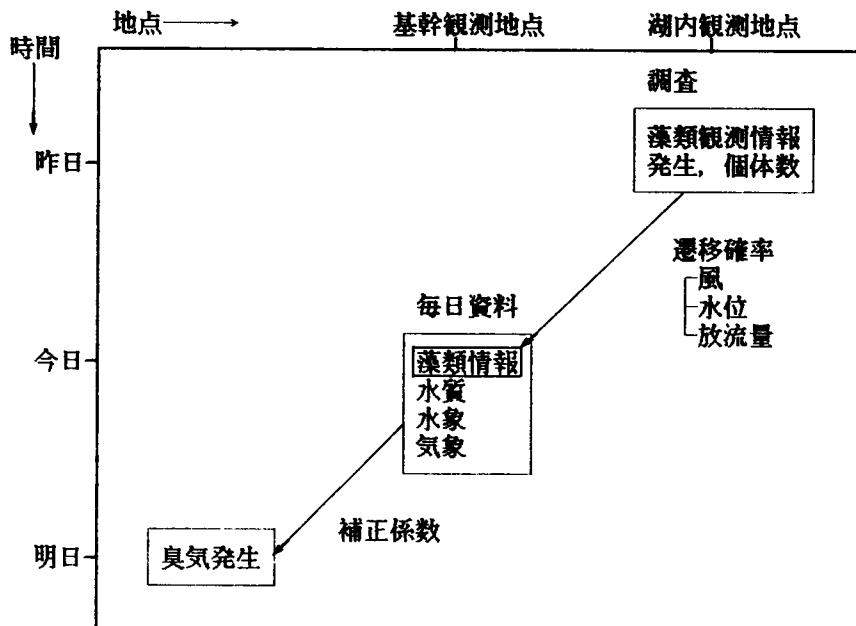 地点
基幹観測地点
湖内観測地点
時間
調査
藻類観測情報
発生，個体数
昨日
遷移確率
風
水位
放流量
毎日資料
今日
藻類情報
水質
水象
気象
補正係数
明日
臭気発生